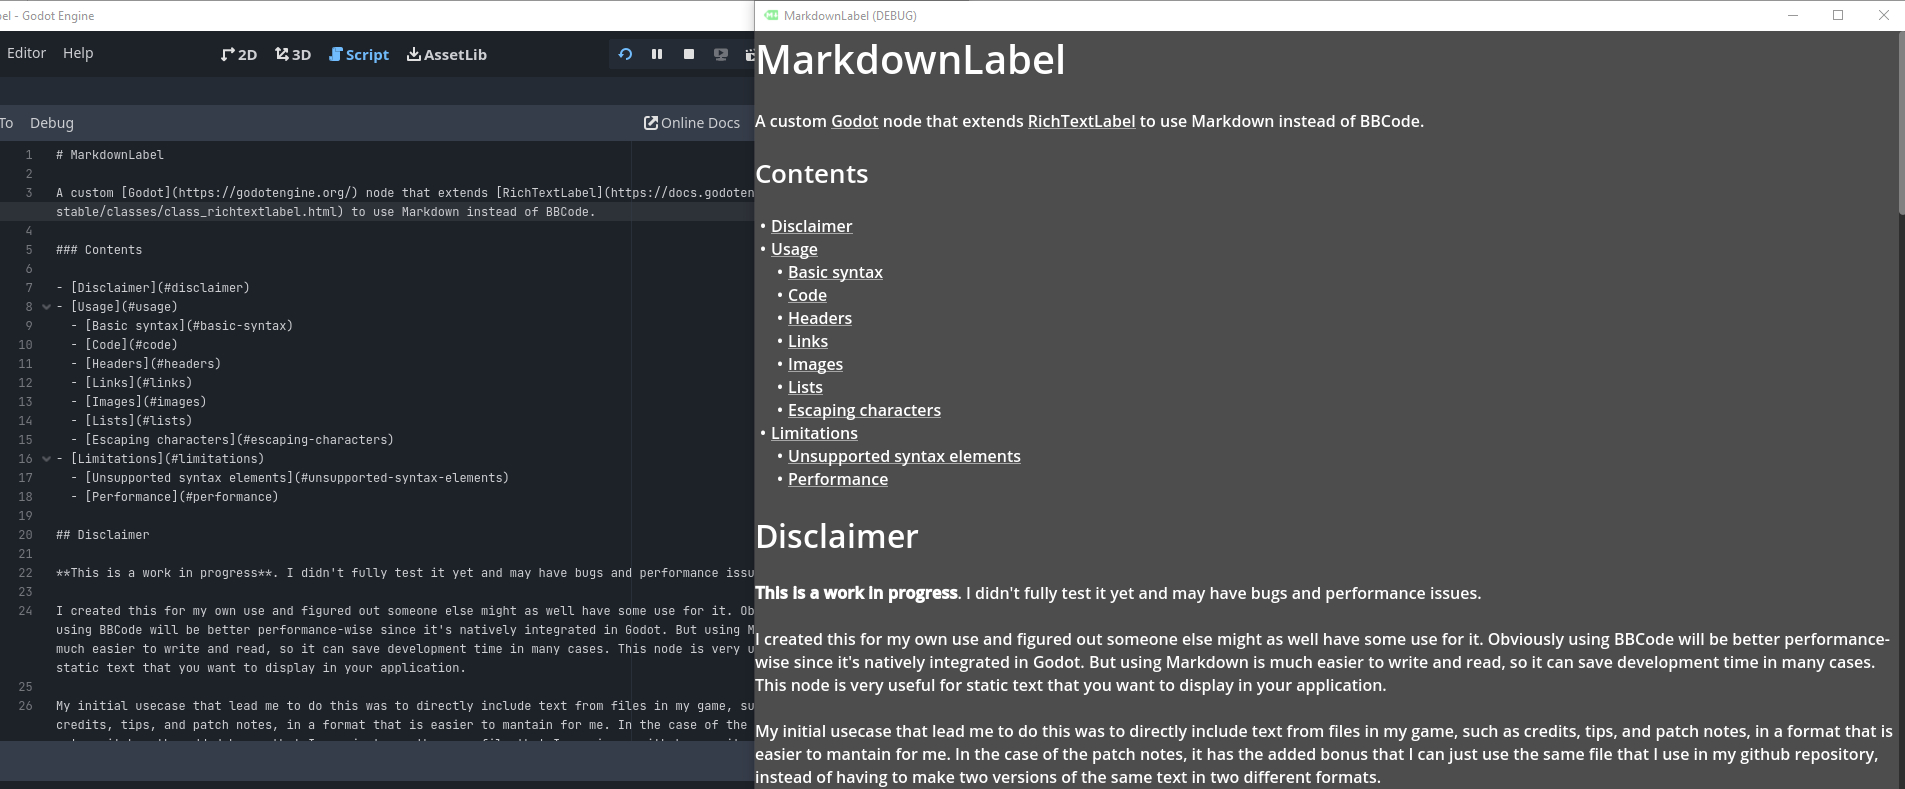 el - Godot Engine
Editor Help 2D 3D Script AssetLib
To Debug Online Docs
1 # MarkdownLabel
2
3 A custom [Godot](https://godotengine.org/) node that extends [RichTextLabel](https://docs.godoten
stable/classes/class_richtextlabel.html) to use Markdown instead of BBCode.
4
5 ### Contents
6
7 - [Disclaimer](#disclaimer)
8 - [Usage](#usage)
9 - [Basic syntax](#basic-syntax)
10 - [Code](#code)
11 - [Headers](#headers)
12 - [Links](#links)
13 - [Images](#images)
14 - [Lists](#lists)
15 - [Escaping characters](#escaping-characters)
16 - [Limitations](#limitations)
17 - [Unsupported syntax elements](#unsupported-syntax-elements)
18 - [Performance](#performance)
19
20 ## Disclaimer
21
22 **This is a work in progress**. I didn't fully test it yet and may have bugs and performance issu
23
24 I created this for my own use and figured out someone else might as well have some use for it. Ob
using BBCode will be better performance-wise since it's natively integrated in Godot. But using M
much easier to write and read, so it can save development time in many cases. This node is very u
static text that you want to display in your application.
25
26 My initial usecase that lead me to do this was to directly include text from files in my game, su
credits, tips, and patch notes, in a format that is easier to mantain for me. In the case of the
MarkdownLabel (DEBUG)
MarkdownLabel
A custom Godot node that extends RichTextLabel to use Markdown instead of BBCode.
Contents
• Disclaimer
• Usage
• Basic syntax
• Code
• Headers
• Links
• Images
• Lists
• Escaping characters
• Limitations
• Unsupported syntax elements
• Performance
Disclaimer
This is a work in progress. I didn't fully test it yet and may have bugs and performance issues.
I created this for my own use and figured out someone else might as well have some use for it. Obviously using BBCode will be better performance-
wise since it's natively integrated in Godot. But using Markdown is much easier to write and read, so it can save development time in many cases.
This node is very useful for static text that you want to display in your application.
My initial usecase that lead me to do this was to directly include text from files in my game, such as credits, tips, and patch notes, in a format that is
easier to mantain for me. In the case of the patch notes, it has the added bonus that I can just use the same file that I use in my github repository,
instead of having to make two versions of the same text in two different formats.